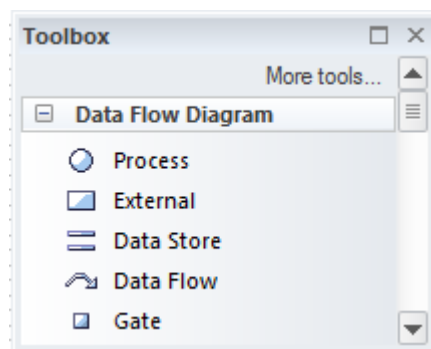 Toolbox
More tools...
Data Flow Diagram
Process
External
Data Store
Data Flow
Gate